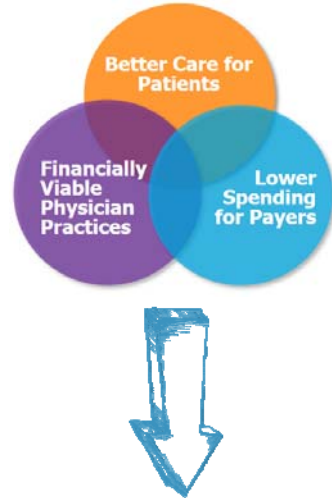 Better Care for
Patients
Financially
Viable
Physician
Practices
Lower
Spending
for Payers